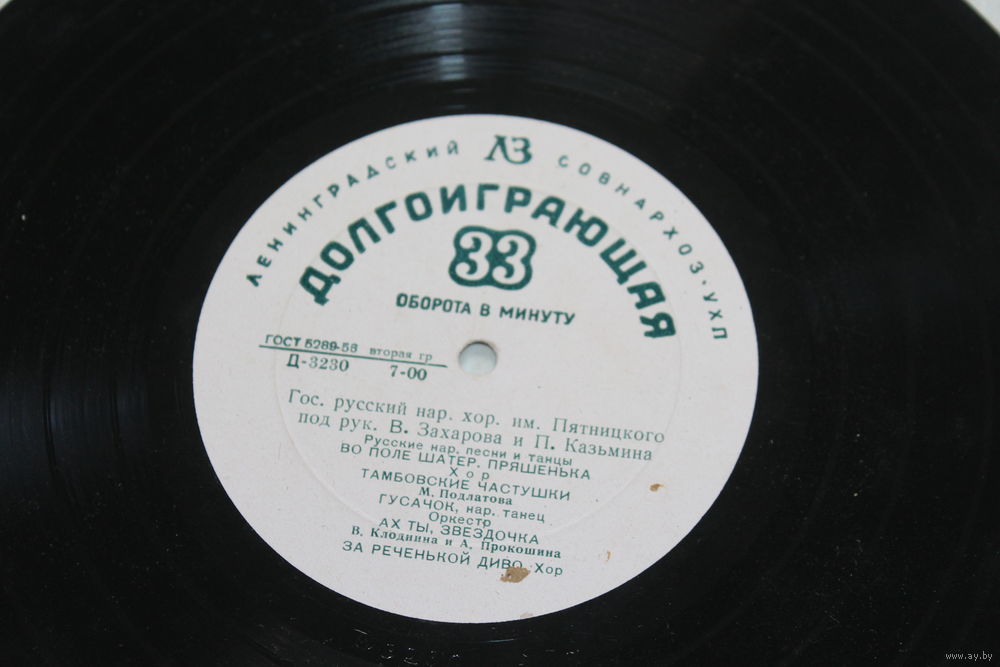 ЛЕНИНГРАДСКИЙ ЛЗ СОВНАРХОЗ·УХП
ДОЛГОИГРАЮЩАЯ
33
ОБОРОТА В МИНУТУ
ГОСТ 5289-56 вторая гр
Д-3230 7-00
Гос. русский нар. хор. им. Пятницкого
под рук. В. Захарова и П. Казьмина
Русские нар. песни и танцы
ВО ПОЛЕ ШАТЕР, ПРЯШЕНЬКА
Хор
ТАМБОВСКИЕ ЧАСТУШКИ
М. Подлатова
ГУСАЧОК, нар. танец
Оркестр
АХ ТЫ, ЗВЕЗДОЧКА
В. Клоднина и А. Прокошина
ЗА РЕЧЕНЬКОЙ ДИВО, Хор
www.ay.by